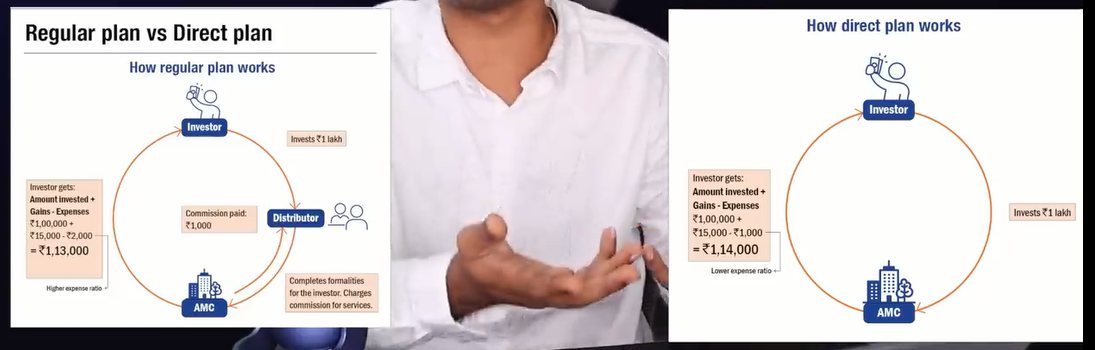 Regular plan vs Direct plan
How regular plan works
Investor
Invests ₹1 lakh
Investor gets:
Amount invested +
Gains - Expenses
₹1,00,000 +
₹15,000 - ₹2,000
= ₹1,13,000
Commission paid:
₹1,000
Distributor
Higher expense ratio
AMC
Completes formalities
for the investor. Charges
commission for services.
How direct plan works
Investor
Investor gets:
Amount invested +
Gains - Expenses
₹1,00,000 +
₹15,000 - ₹1,000
= ₹1,14,000
Invests ₹1 lakh
Lower expense ratio
AMC